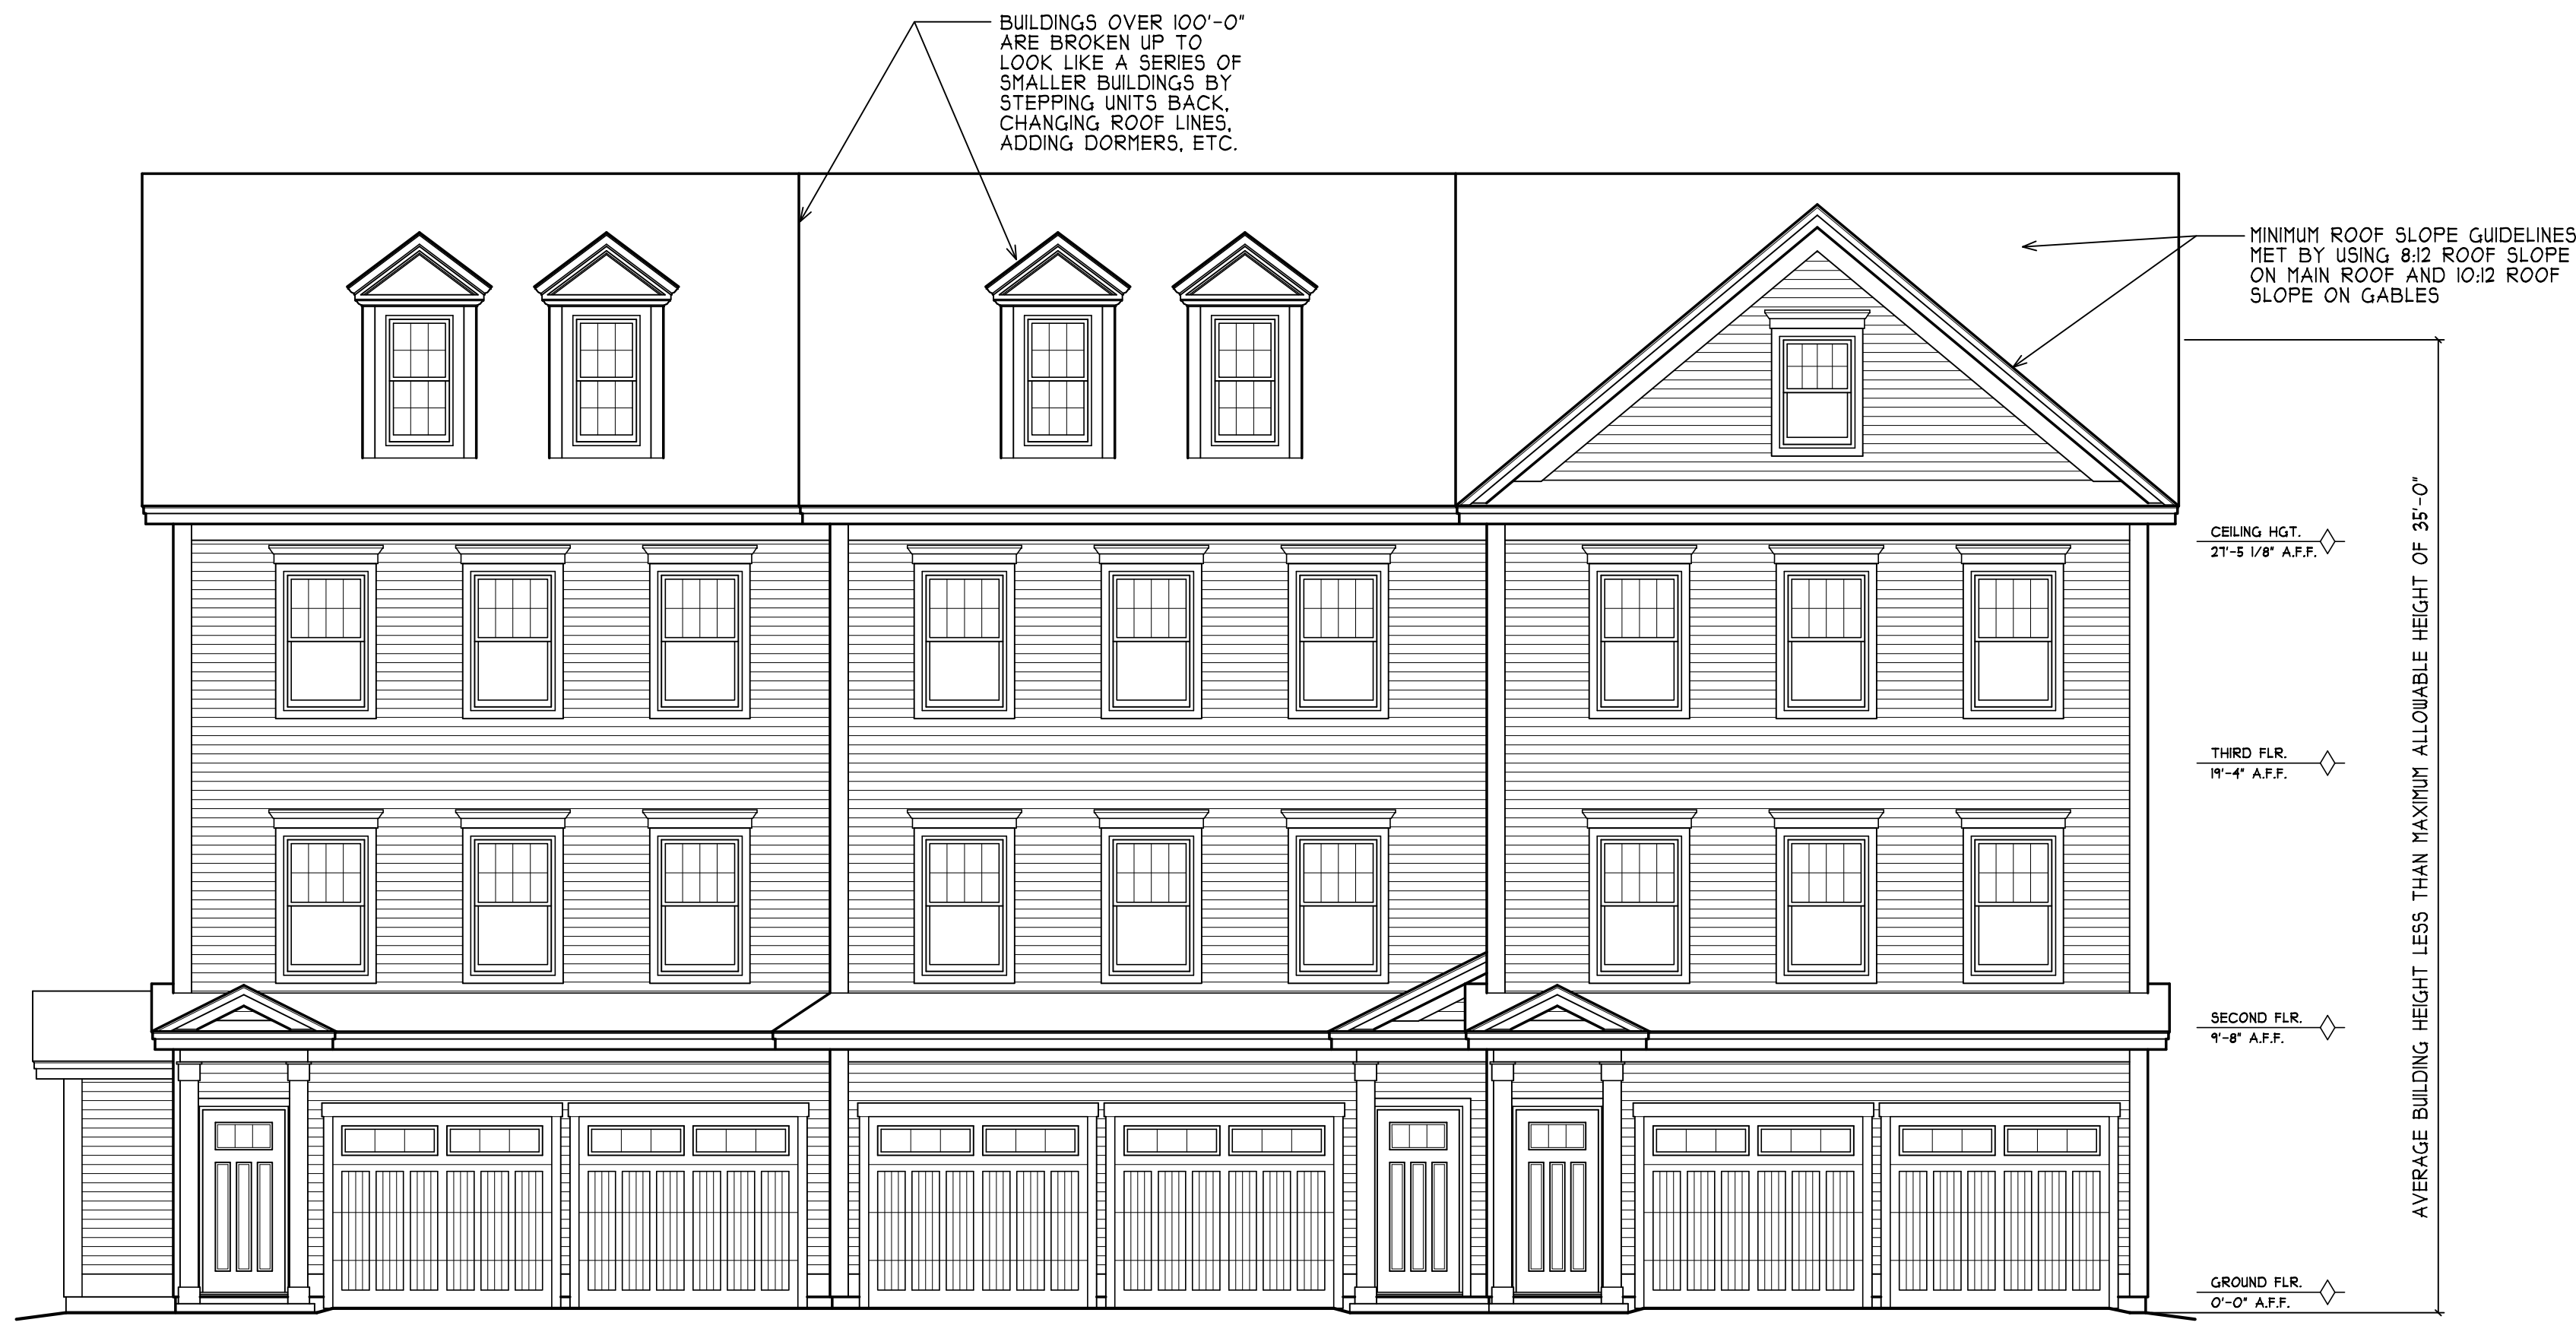 BUILDINGS OVER 100'-0"
ARE BROKEN UP TO
LOOK LIKE A SERIES OF
SMALLER BUILDINGS BY
STEPPING UNITS BACK,
CHANGING ROOF LINES,
ADDING DORMERS, ETC.
MINIMUM ROOF SLOPE GUIDELINES
MET BY USING 8:12 ROOF SLOPE
ON MAIN ROOF AND 10:12 ROOF
SLOPE ON GABLES
CEILING HGT.
27'-5 1/8" A.F.F.
THIRD FLR.
19'-4" A.F.F.
SECOND FLR.
9'-8" A.F.F.
GROUND FLR.
0'-0" A.F.F.
AVERAGE BUILDING HEIGHT LESS THAN MAXIMUM ALLOWABLE HEIGHT OF 35'-0"